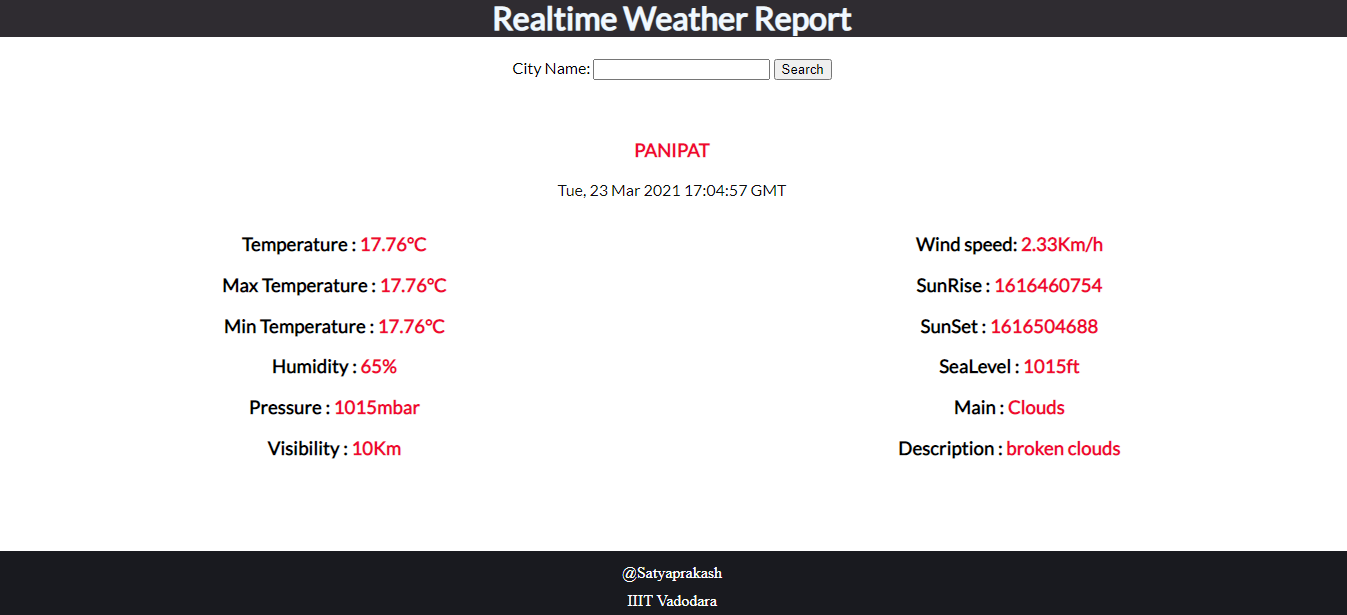 Realtime Weather Report
City Name: Search
PANIPAT
Tue, 23 Mar 2021 17:04:57 GMT
Temperature : 17.76°C
Max Temperature : 17.76°C
Min Temperature : 17.76°C
Humidity : 65%
Pressure : 1015mbar
Visibility : 10Km
Wind speed: 2.33Km/h
SunRise : 1616460754
SunSet : 1616504688
SeaLevel : 1015ft
Main : Clouds
Description : broken clouds
@Satyaprakash
IIIT Vadodara